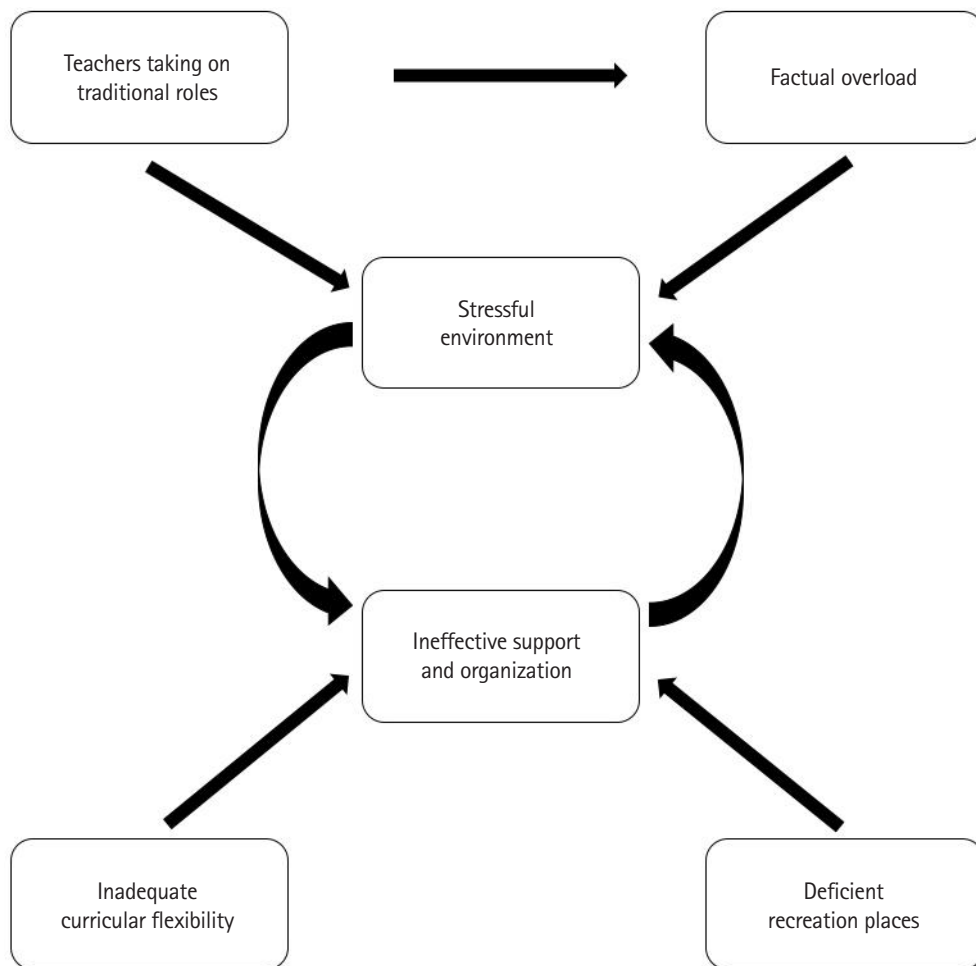 Teachers taking on
traditional roles
Factual overload
Stressful
environment
Ineffective support
and organization
Inadequate
curricular flexibility
Deficient
recreation places